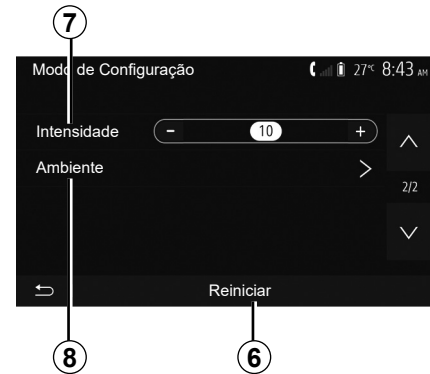 7
Modo de Configuração 27°C 8:43 AM
Intensidade - 10 +
Ambiente >
2/2
Reiniciar
8 6